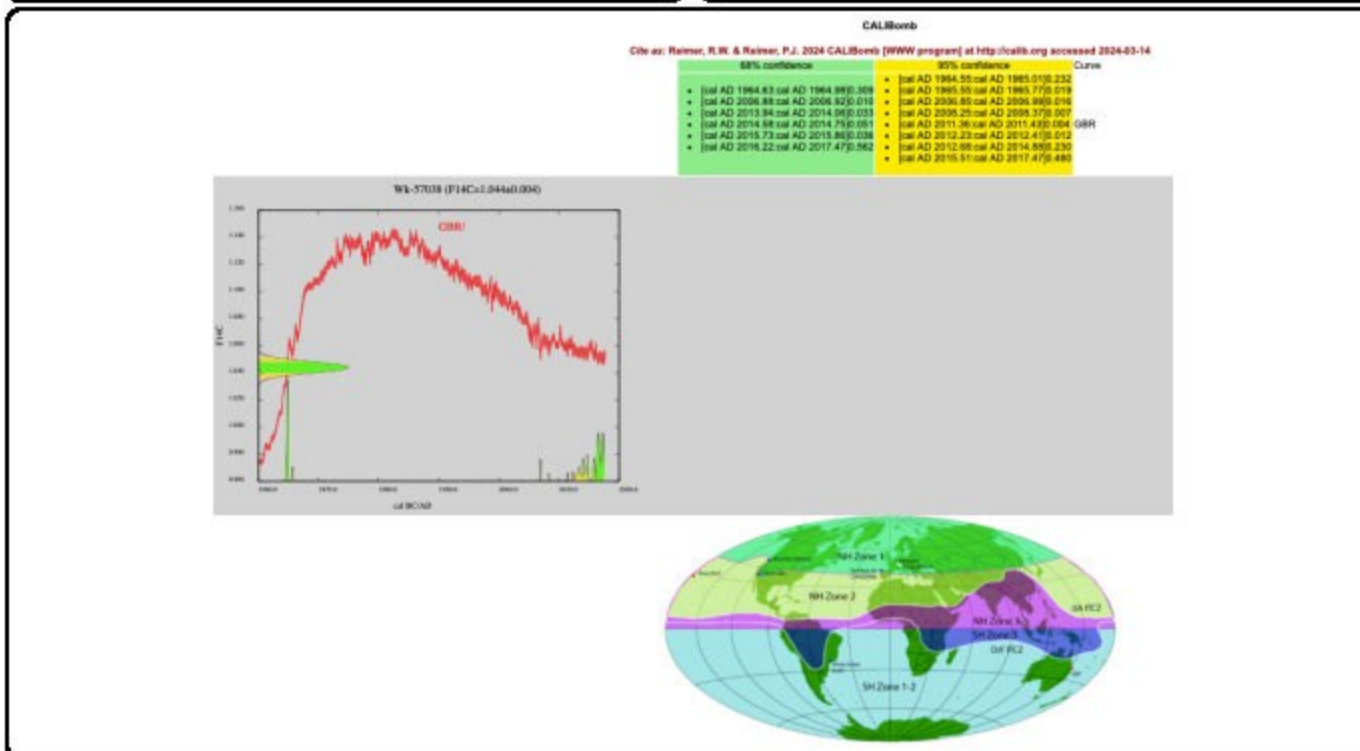 CALIBomb
Cite as: Reimer, R.W. & Reimer, P.J. 2024 CALIBomb [WWW program] at http://calib.org accessed 2024-03-14
68% confidence
95% confidence
Curve
[cal AD 1964.63:cal AD 1964.98]0.309
[cal AD 2006.88:cal AD 2006.92]0.010
[cal AD 2013.94:cal AD 2014.06]0.033
[cal AD 2014.58:cal AD 2014.75]0.051
[cal AD 2015.73:cal AD 2015.86]0.036
[cal AD 2016.22:cal AD 2017.47]0.562
[cal AD 1964.55:cal AD 1965.01]0.232
[cal AD 1965.55:cal AD 1965.77]0.019
[cal AD 2006.85:cal AD 2006.99]0.016
[cal AD 2008.25:cal AD 2008.37]0.007
[cal AD 2011.36:cal AD 2011.43]0.004
[cal AD 2012.23:cal AD 2012.41]0.012
[cal AD 2012.68:cal AD 2014.88]0.230
[cal AD 2015.51:cal AD 2017.47]0.480
GBR
Wk-57038 (F14C=1.044±0.004)
GBR/
F14C
cal BC/AD
NH Zone 1
NH Zone 2
NH Zone 3
SH Zone 3
SH Zone 1-2